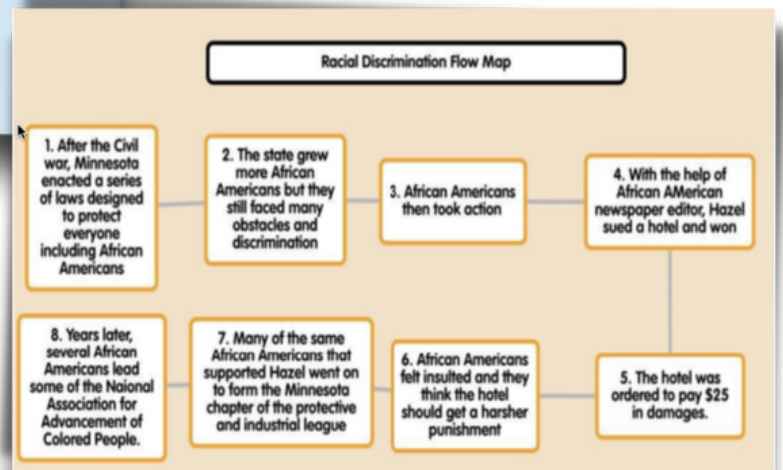 Racial Discrimination Flow Map
1. After the Civil
war, Minnesota
enacted a series
of laws designed
to protect
everyone
including African
Americans
2. The state grew
more African
Americans but they
still faced many
obstacles and
discrimination
3. African Americans
then took action
4. With the help of
African AMerican
newspaper editor, Hazel
sued a hotel and won
5. The hotel was
ordered to pay $25
in damages.
6. African Americans
felt insulted and they
think the hotel
should get a harsher
punishment
7. Many of the same
African Americans that
supported Hazel went on
to form the Minnesota
chapter of the protective
and industrial league
8. Years later,
several African
Americans lead
some of the Naional
Association for
Advancement of
Colored People.